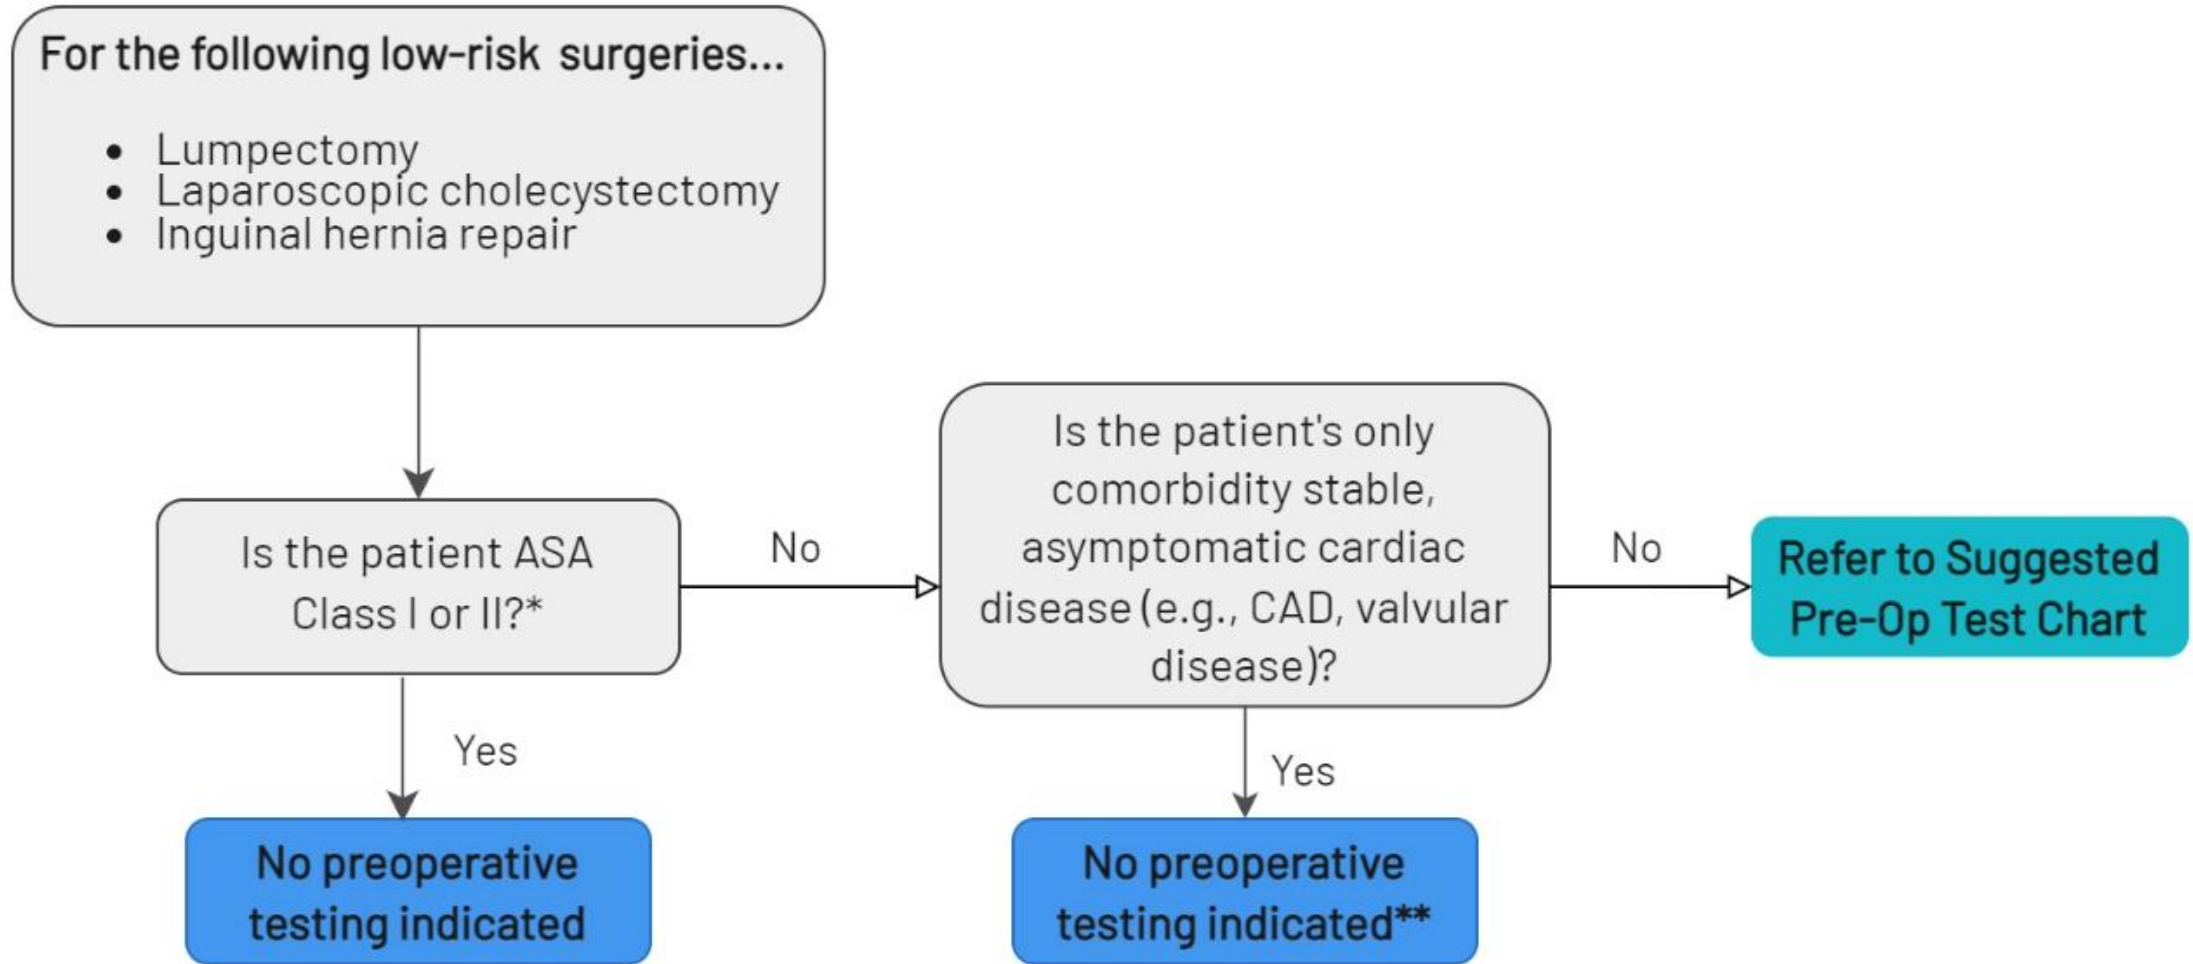 For the following low-risk surgeries...
• Lumpectomy
• Laparoscopic cholecystectomy
• Inguinal hernia repair
Is the patient ASA
Class I or II?*
No
Is the patient's only
comorbidity stable,
asymptomatic cardiac
disease (e.g., CAD, valvular
disease)?
No
Refer to Suggested
Pre-Op Test Chart
Yes
No preoperative
testing indicated
Yes
No preoperative
testing indicated**